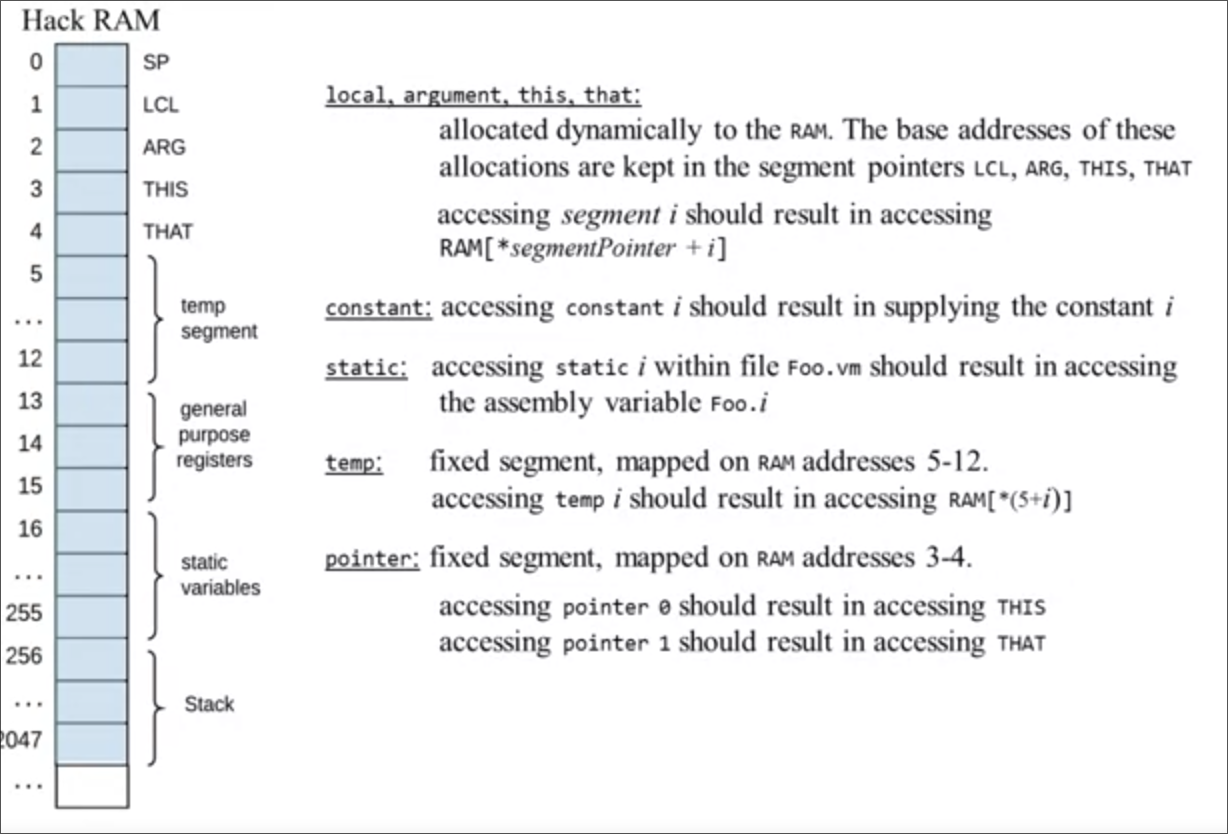 Hack RAM
0 SP
1 LCL
2 ARG
3 THIS
4 THAT
5
...
12
temp
segment
13
14
15
general
purpose
registers
16
...
255
static
variables
256
...
2047
Stack
...
local, argument, this, that:
allocated dynamically to the RAM. The base addresses of these
allocations are kept in the segment pointers LCL, ARG, THIS, THAT
accessing segment i should result in accessing
RAM[*segmentPointer + i]
constant: accessing constant i should result in supplying the constant i
static: accessing static i within file Foo.vm should result in accessing
the assembly variable Foo.i
temp: fixed segment, mapped on RAM addresses 5-12.
accessing temp i should result in accessing RAM[*(5+i)]
pointer: fixed segment, mapped on RAM addresses 3-4.
accessing pointer 0 should result in accessing THIS
accessing pointer 1 should result in accessing THAT